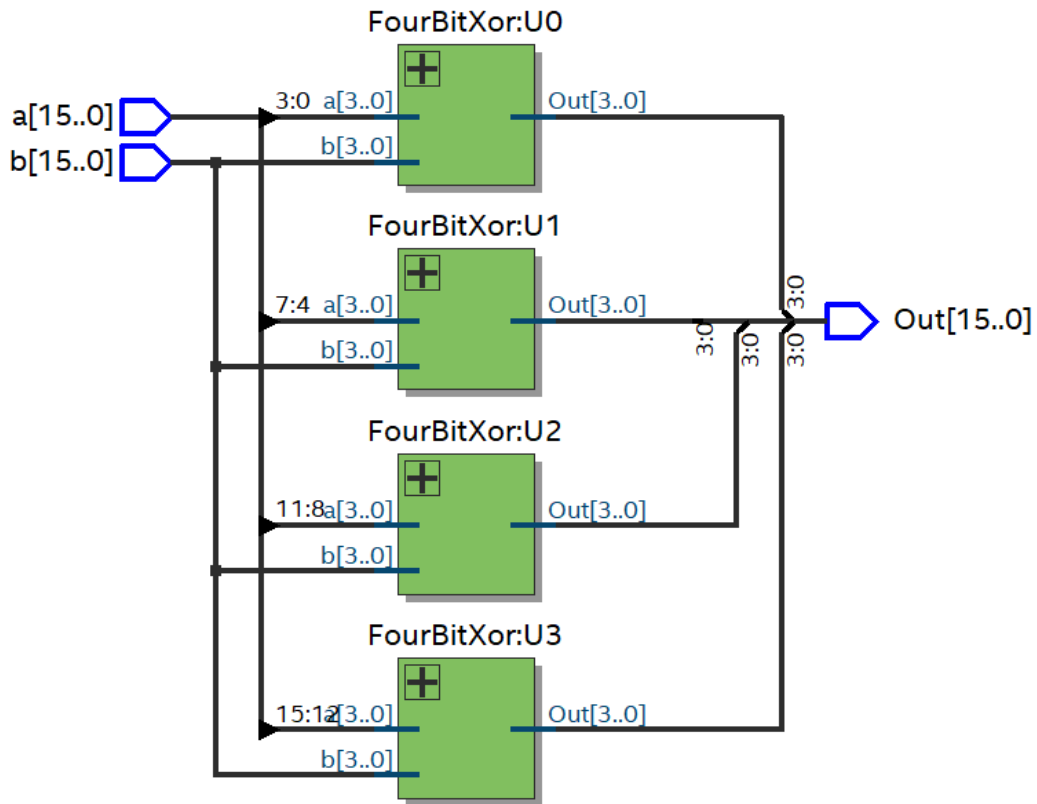 FourBitXor:U0
a[15..0]
3:0
a[3..0]
Out[3..0]
b[15..0]
b[3..0]
FourBitXor:U1
7:4
a[3..0]
Out[3..0]
3:0
Out[15..0]
3:0
3:0
3:0
b[3..0]
FourBitXor:U2
11:8
a[3..0]
Out[3..0]
b[3..0]
FourBitXor:U3
15:12
a[3..0]
Out[3..0]
b[3..0]